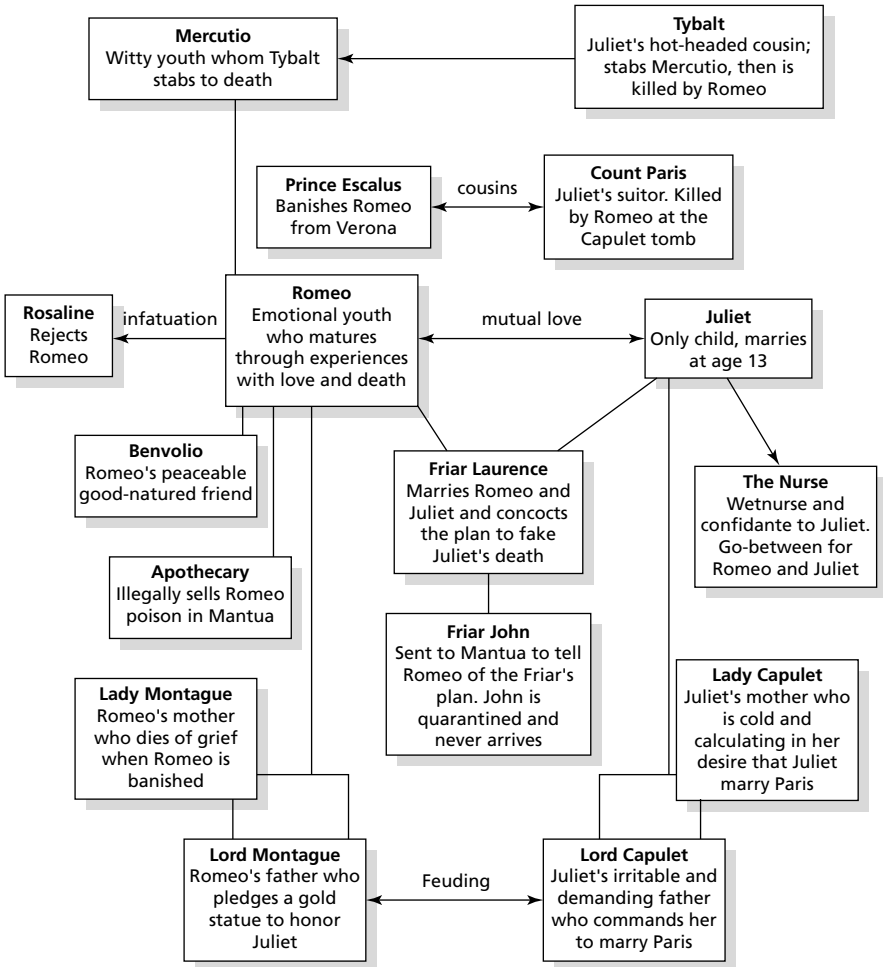 Mercutio
Witty youth whom Tybalt
stabs to death
Tybalt
Juliet's hot-headed cousin;
stabs Mercutio, then is
killed by Romeo
Prince Escalus
Banishes Romeo
from Verona
cousins
Count Paris
Juliet's suitor. Killed
by Romeo at the
Capulet tomb
Rosaline
Rejects
Romeo
infatuation
Romeo
Emotional youth
who matures
through experiences
with love and death
mutual love
Juliet
Only child, marries
at age 13
Benvolio
Romeo's peaceable
good-natured friend
Friar Laurence
Marries Romeo and
Juliet and concocts
the plan to fake
Juliet's death
The Nurse
Wetnurse and
confidante to Juliet.
Go-between for
Romeo and Juliet
Apothecary
Illegally sells Romeo
poison in Mantua
Friar John
Sent to Mantua to tell
Romeo of the Friar's
plan. John is
quarantined and
never arrives
Lady Montague
Romeo's mother
who dies of grief
when Romeo is
banished
Lady Capulet
Juliet's mother who
is cold and
calculating in her
desire that Juliet
marry Paris
Lord Montague
Romeo's father who
pledges a gold
statue to honor
Juliet
Feuding
Lord Capulet
Juliet's irritable and
demanding father
who commands her
to marry Paris